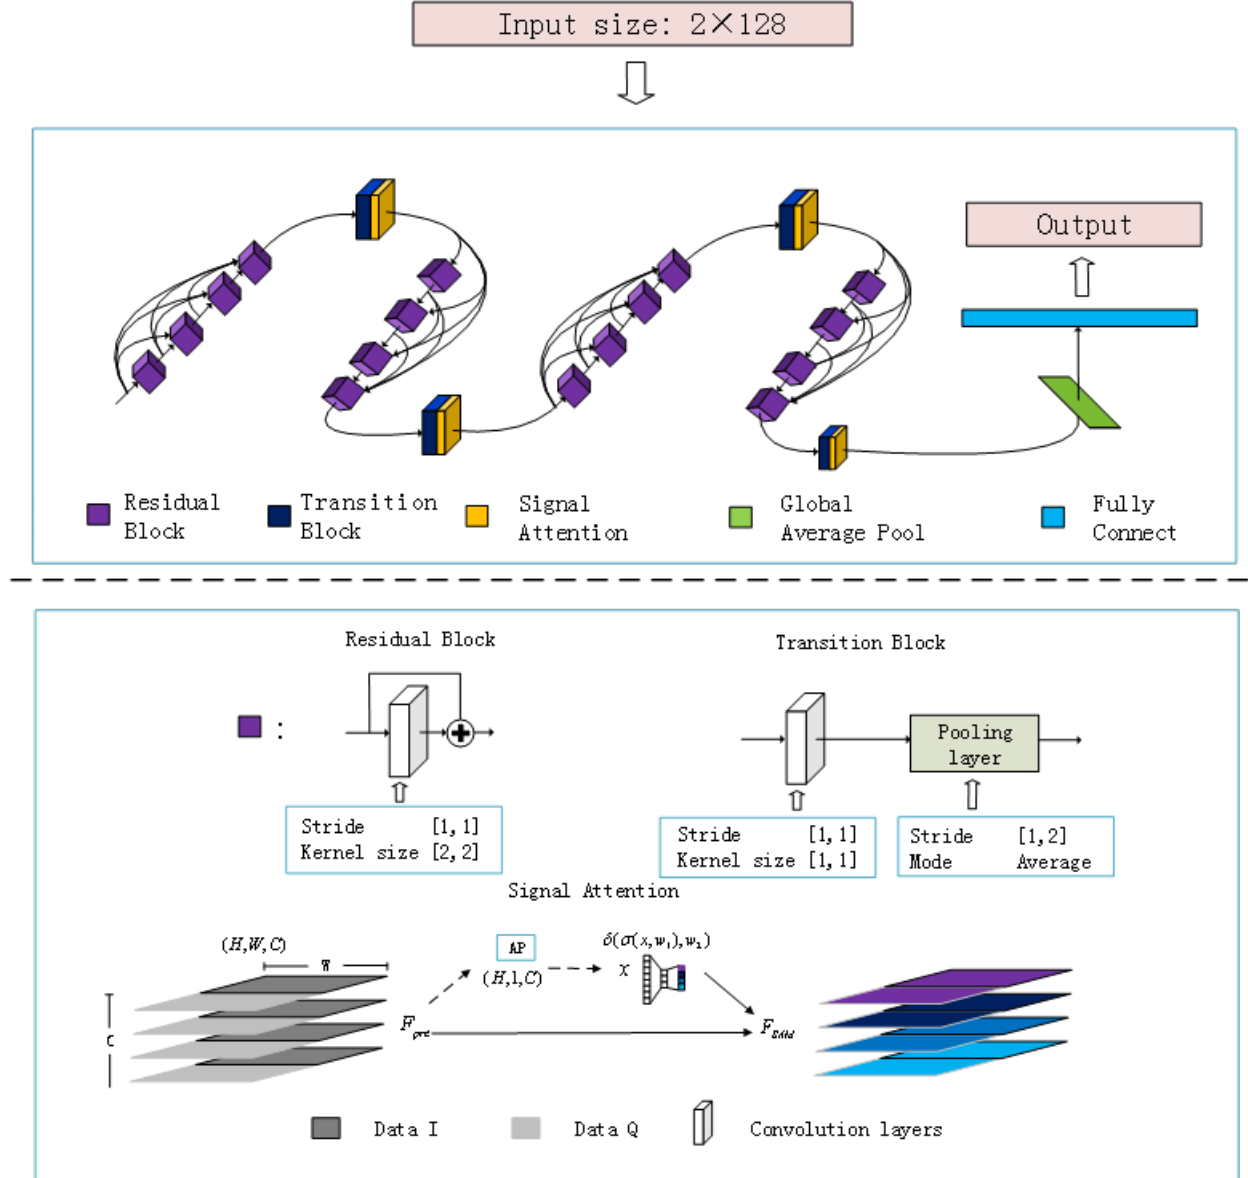 Input size: 2×128
Output
Residual
Block
Transition
Block
Signal
Attention
Global
Average Pool
Fully
Connect
Residual Block
Transition Block
:
Pooling
layer
Stride [1,1]
Kernel size [2,2]
Stride [1,1]
Kernel size [1,1]
Stride [1,2]
Mode Average
Signal Attention
(H,W,C)
W
AP
(H,1,C)
δ(σ(x,w₁),w₂)
x
C
F
F
Data I
Data Q
Convolution layers